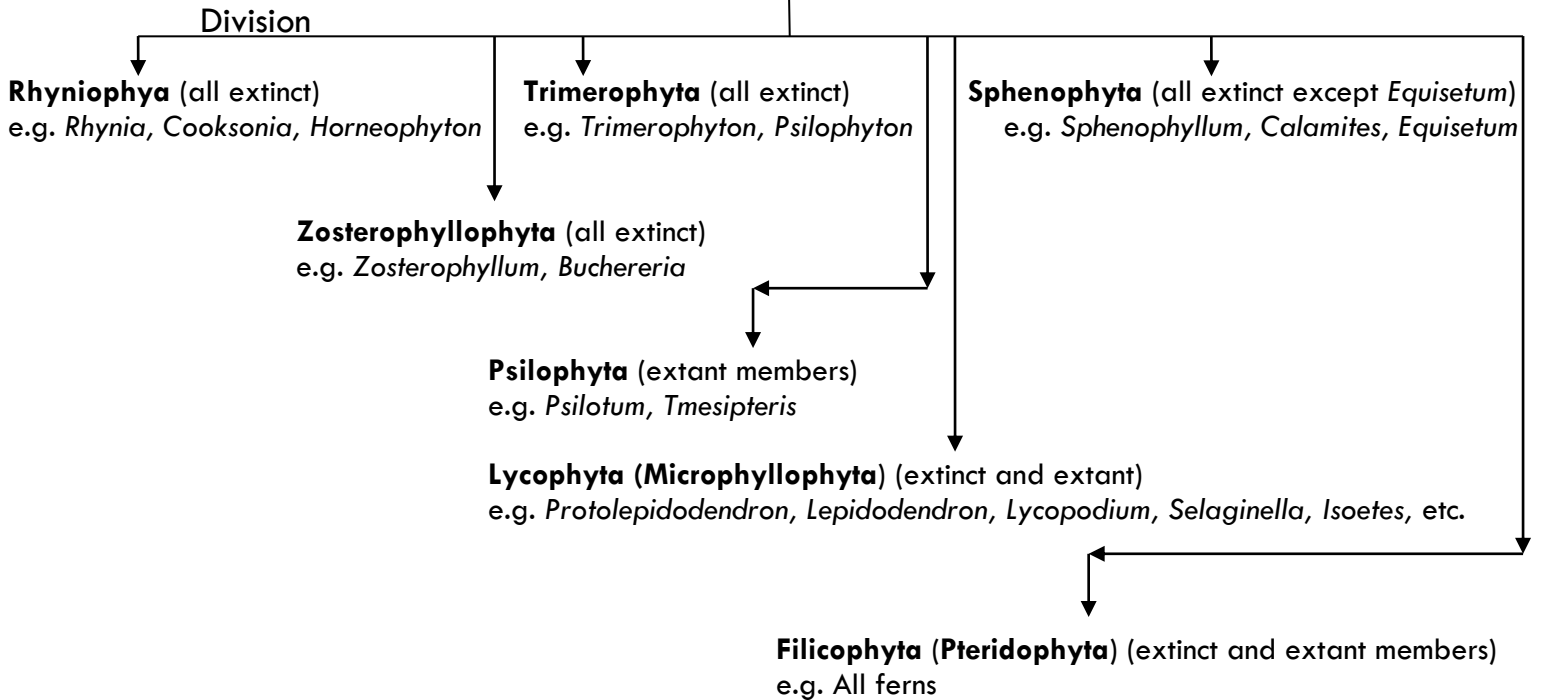 Division
Rhyniophya (all extinct)
e.g. Rhynia, Cooksonia, Horneophyton
Trimerophyta (all extinct)
e.g. Trimerophyton, Psilophyton
Sphenophyta (all extinct except Equisetum)
e.g. Sphenophyllum, Calamites, Equisetum
Zosterophyllophyta (all extinct)
e.g. Zosterophyllum, Buchereria
Psilophyta (extant members)
e.g. Psilotum, Tmesipteris
Lycophyta (Microphyllophyta) (extinct and extant)
e.g. Protolepidodendron, Lepidodendron, Lycopodium, Selaginella, Isoetes, etc.
Filicophyta (Pteridophyta) (extinct and extant members)
e.g. All ferns